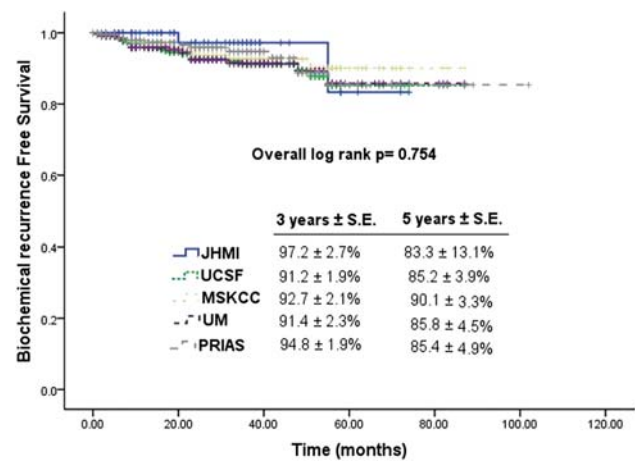 Biochemical recurrence Free Survival
1.0
0.8
0.6
0.4
0.2
0.0
Overall log rank p= 0.754
3 years ± S.E. 5 years ± S.E.
JHMI 97.2 ± 2.7% 83.3 ± 13.1%
UCSF 91.2 ± 1.9% 85.2 ± 3.9%
MSKCC 92.7 ± 2.1% 90.1 ± 3.3%
UM 91.4 ± 2.3% 85.8 ± 4.5%
PRIAS 94.8 ± 1.9% 85.4 ± 4.9%
0.00 20.00 40.00 60.00 80.00 100.00 120.00
Time (months)